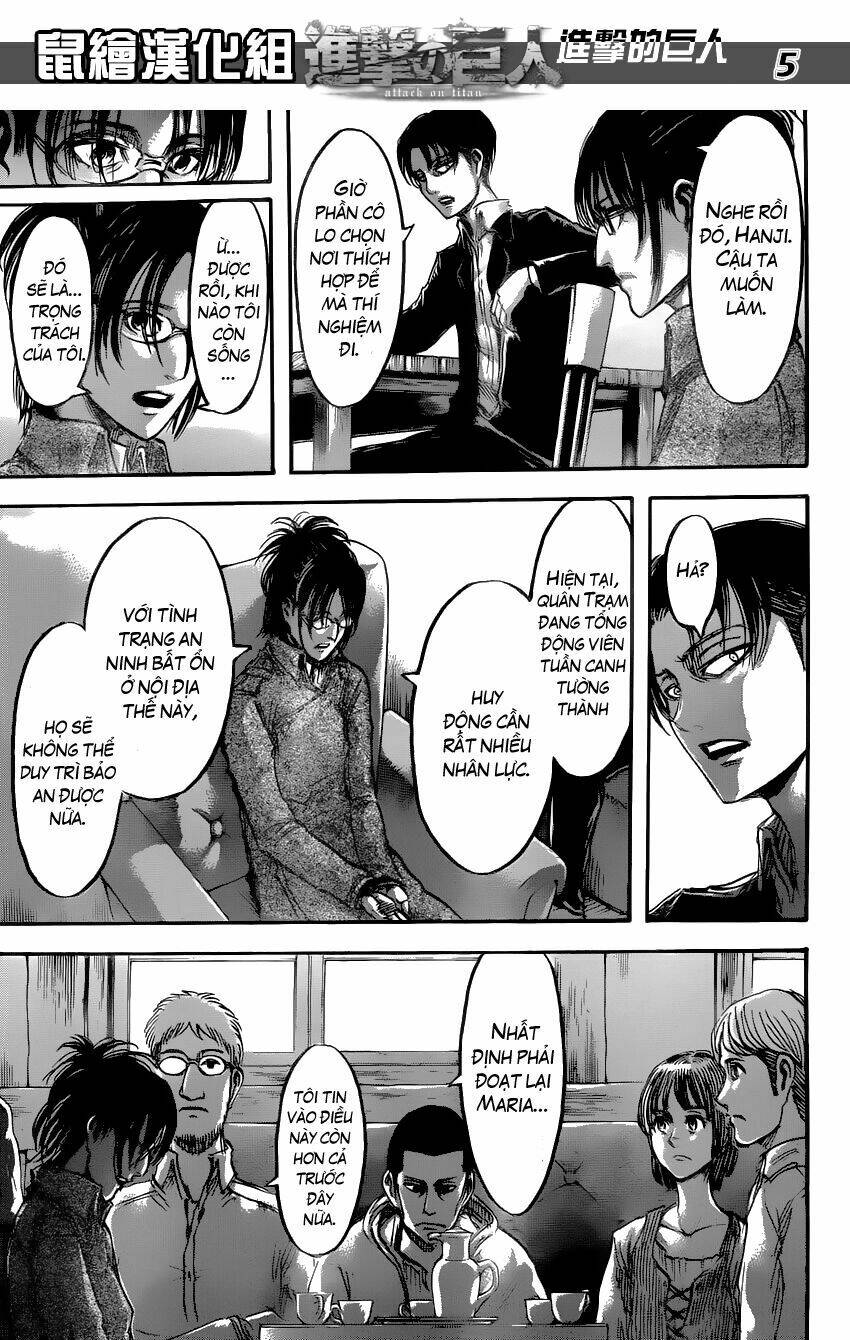 鼠繪漢化組
進撃の巨人
attack on titan
進擊的巨人
5
NGHE RỒI
ĐÓ, HANJI.
CẬU TA
MUỐN
LÀM.
GIỜ
PHẦN CÔ
LO CHỌN
NƠI THÍCH
HỢP ĐỂ
MÀ THÍ
NGHIỆM
ĐI.
Ừ...
ĐƯỢC
RỒI, KHI
NÀO TÔI
CÒN
SỐNG
...
ĐÓ
SẼ LÀ...
TRỌNG
TRÁCH
CỦA TÔI.
HẢ?
HIỆN TẠI,
QUÂN TRẠM
ĐANG TỔNG
ĐỘNG VIÊN
TUẦN CANH
TƯỜNG
THÀNH
HUY
ĐỘNG CẦN
RẤT NHIỀU
NHÂN LỰC.
VỚI TÌNH
TRẠNG AN
NINH BẤT ỔN
Ở NỘI ĐỊA
THẾ NÀY,
HỌ SẼ
KHÔNG THỂ
DUY TRÌ BẢO
AN ĐƯỢC
NỮA.
NHẤT
ĐỊNH PHẢI
ĐOẠT LẠI
MARIA...
TÔI TIN
VÀO ĐIỀU
NÀY CÒN
HƠN CẢ
TRƯỚC
ĐÂY
NỮA.